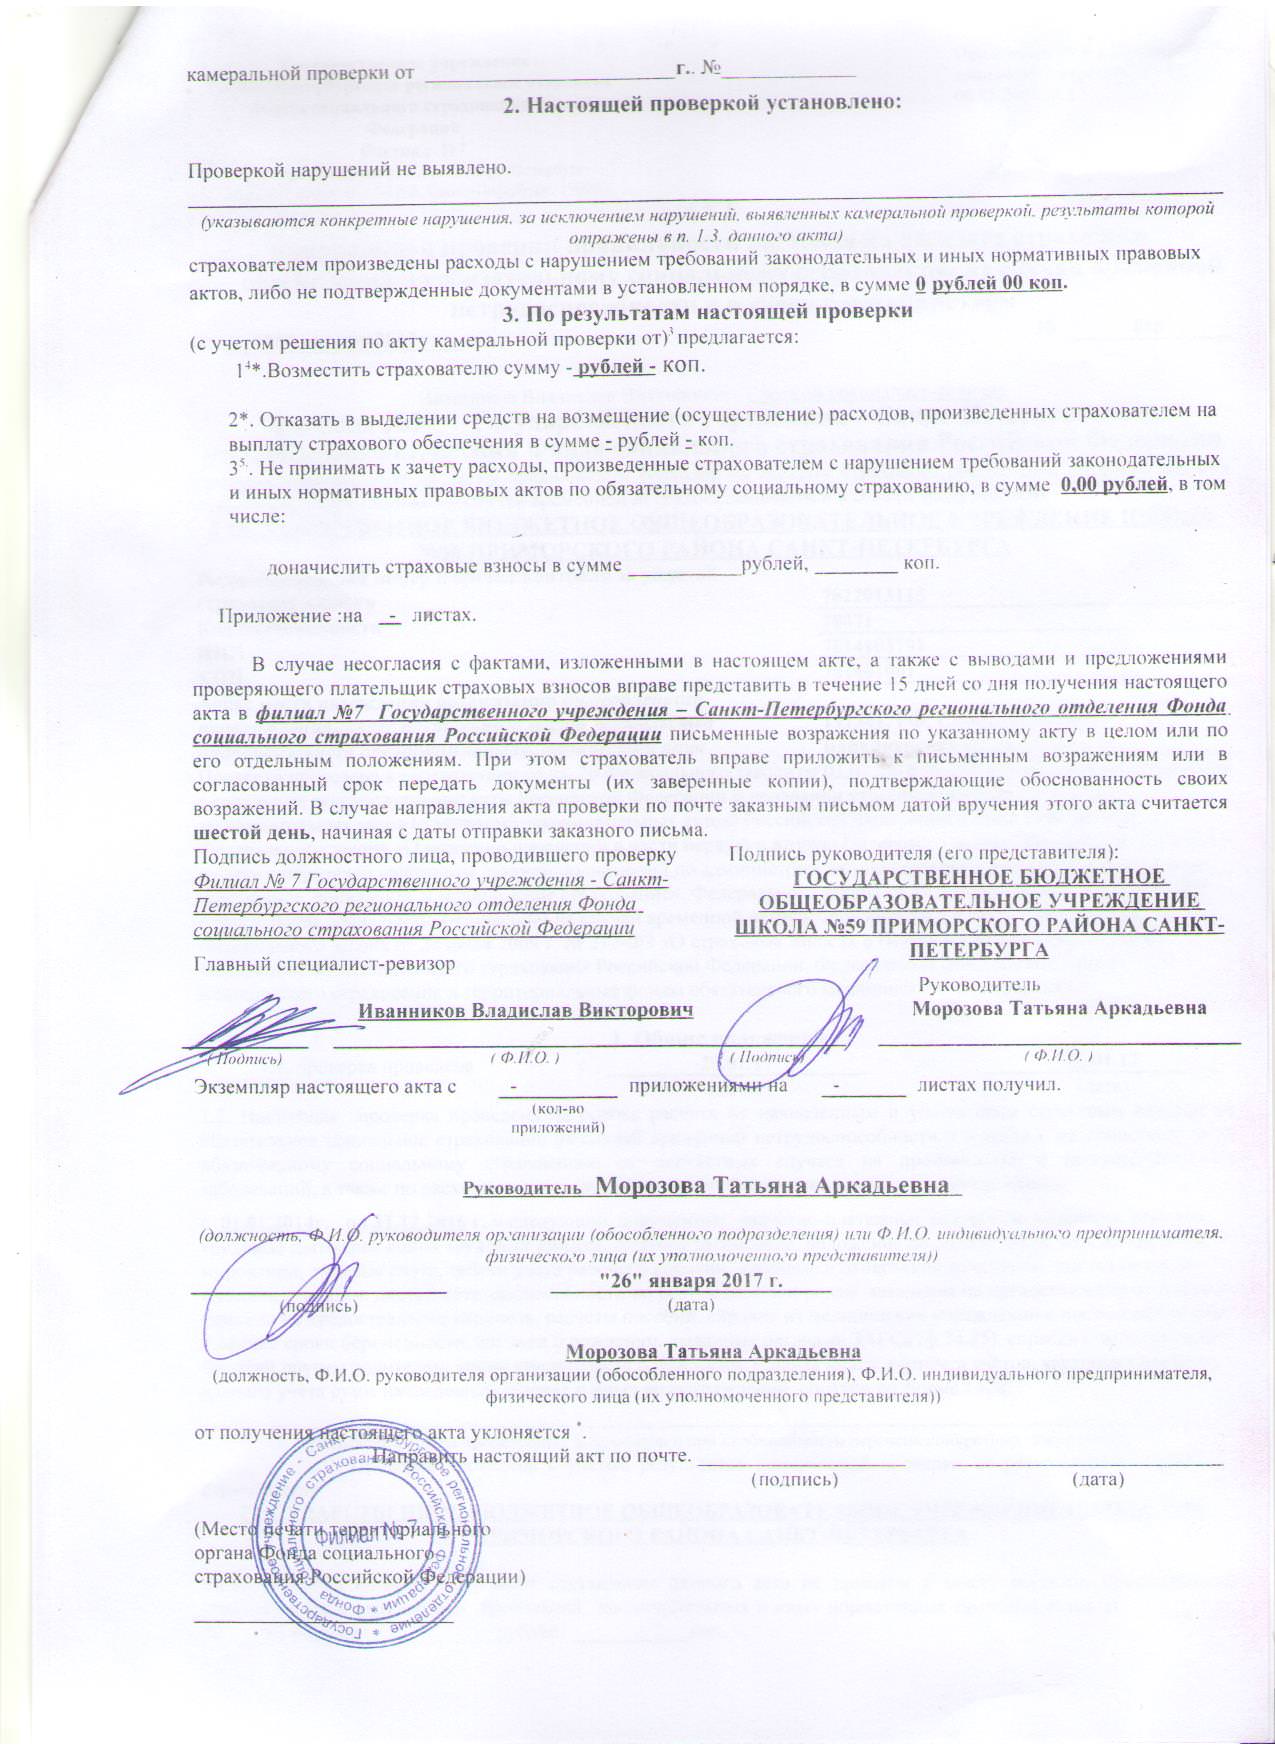 камеральной проверки от ______________________г.. №____________
2. Настоящей проверкой установлено:
Проверкой нарушений не выявлено.
(указываются конкретные нарушения, за исключением нарушений, выявленных камеральной проверкой, результаты которой
отражены в п. 1.3. данного акта)
страхователем произведены расходы с нарушением требований законодательных и иных нормативных правовых
актов, либо не подтвержденные документами в установленном порядке, в сумме 0 рублей 00 коп.
3. По результатам настоящей проверки
(с учетом решения по акту камеральной проверки от)³ предлагается:
1⁴*.Возместить страхователю сумму - рублей - коп.
2*. Отказать в выделении средств на возмещение (осуществление) расходов, произведенных страхователем на
выплату страхового обеспечения в сумме - рублей - коп.
3⁵. Не принимать к зачету расходы, произведенные страхователем с нарушением требований законодательных
и иных нормативных правовых актов по обязательному социальному страхованию, в сумме 0,00 рублей, в том
числе:
доначислить страховые взносы в сумме ___________рублей, ________ коп.
Приложение :на _-_ листах.
В случае несогласия с фактами, изложенными в настоящем акте, а также с выводами и предложениями
проверяющего плательщик страховых взносов вправе представить в течение 15 дней со дня получения настоящего
акта в филиал №7 Государственного учреждения – Санкт-Петербургского регионального отделения Фонда
социального страхования Российской Федерации письменные возражения по указанному акту в целом или по
его отдельным положениям. При этом страхователь вправе приложить к письменным возражениям или в
согласованный срок передать документы (их заверенные копии), подтверждающие обоснованность своих
возражений. В случае направления акта проверки по почте заказным письмом датой вручения этого акта считается
шестой день, начиная с даты отправки заказного письма.
Подпись должностного лица, проводившего проверку Подпись руководителя (его представителя):
Филиал № 7 Государственного учреждения - Санкт-
Петербургского регионального отделения Фонда
социального страхования Российской Федерации
ГОСУДАРСТВЕННОЕ БЮДЖЕТНОЕ
ОБЩЕОБРАЗОВАТЕЛЬНОЕ УЧРЕЖДЕНИЕ
ШКОЛА №59 ПРИМОРСКОГО РАЙОНА САНКТ-
ПЕТЕРБУРГА
Главный специалист-ревизор
Руководитель
Иванников Владислав Викторович Морозова Татьяна Аркадьевна
( Подпись) ( Ф.И.О. ) ( Подпись) ( Ф.И.О. )
Экземпляр настоящего акта с - приложениями на - листах получил.
(кол-во
приложений)
Руководитель Морозова Татьяна Аркадьевна
(должность, Ф.И.О. руководителя организации (обособленного подразделения) или Ф.И.О. индивидуального предпринимателя,
физического лица (их уполномоченного представителя))
"26" января 2017 г.
(подпись) (дата)
Морозова Татьяна Аркадьевна
(должность, Ф.И.О. руководителя организации (обособленного подразделения), Ф.И.О. индивидуального предпринимателя,
физического лица (их уполномоченного представителя))
от получения настоящего акта уклоняется *.
Направить настоящий акт по почте.
(подпись) (дата)
(Место печати территориального
органа Фонда социального
страхования Российской Федерации)
Государственное учреждение - Санкт-Петербургское региональное отделение *
Фонда социального страхования Российской Федерации *
ФИЛИАЛ № 7